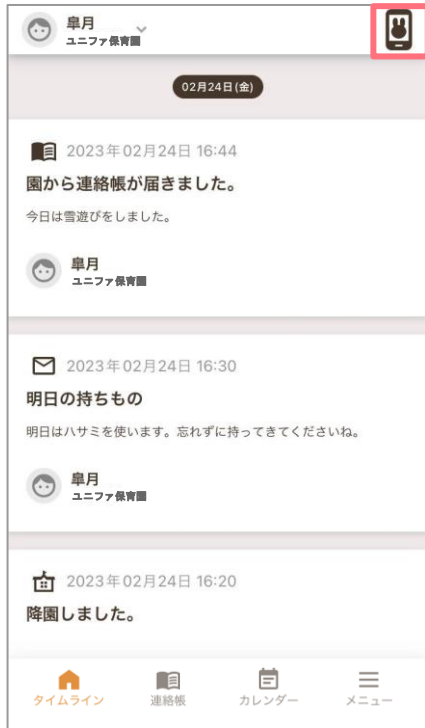 皐月
ユニファ保育園
02月24日(金)
2023年02月24日 16:44
園から連絡帳が届きました。
今日は雪遊びをしました。
皐月
ユニファ保育園
2023年02月24日 16:30
明日の持ちもの
明日はハサミを使います。忘れずに持ってきてくださいね。
皐月
ユニファ保育園
2023年02月24日 16:20
降園しました。
タイムライン
連絡帳
カレンダー
メニュー